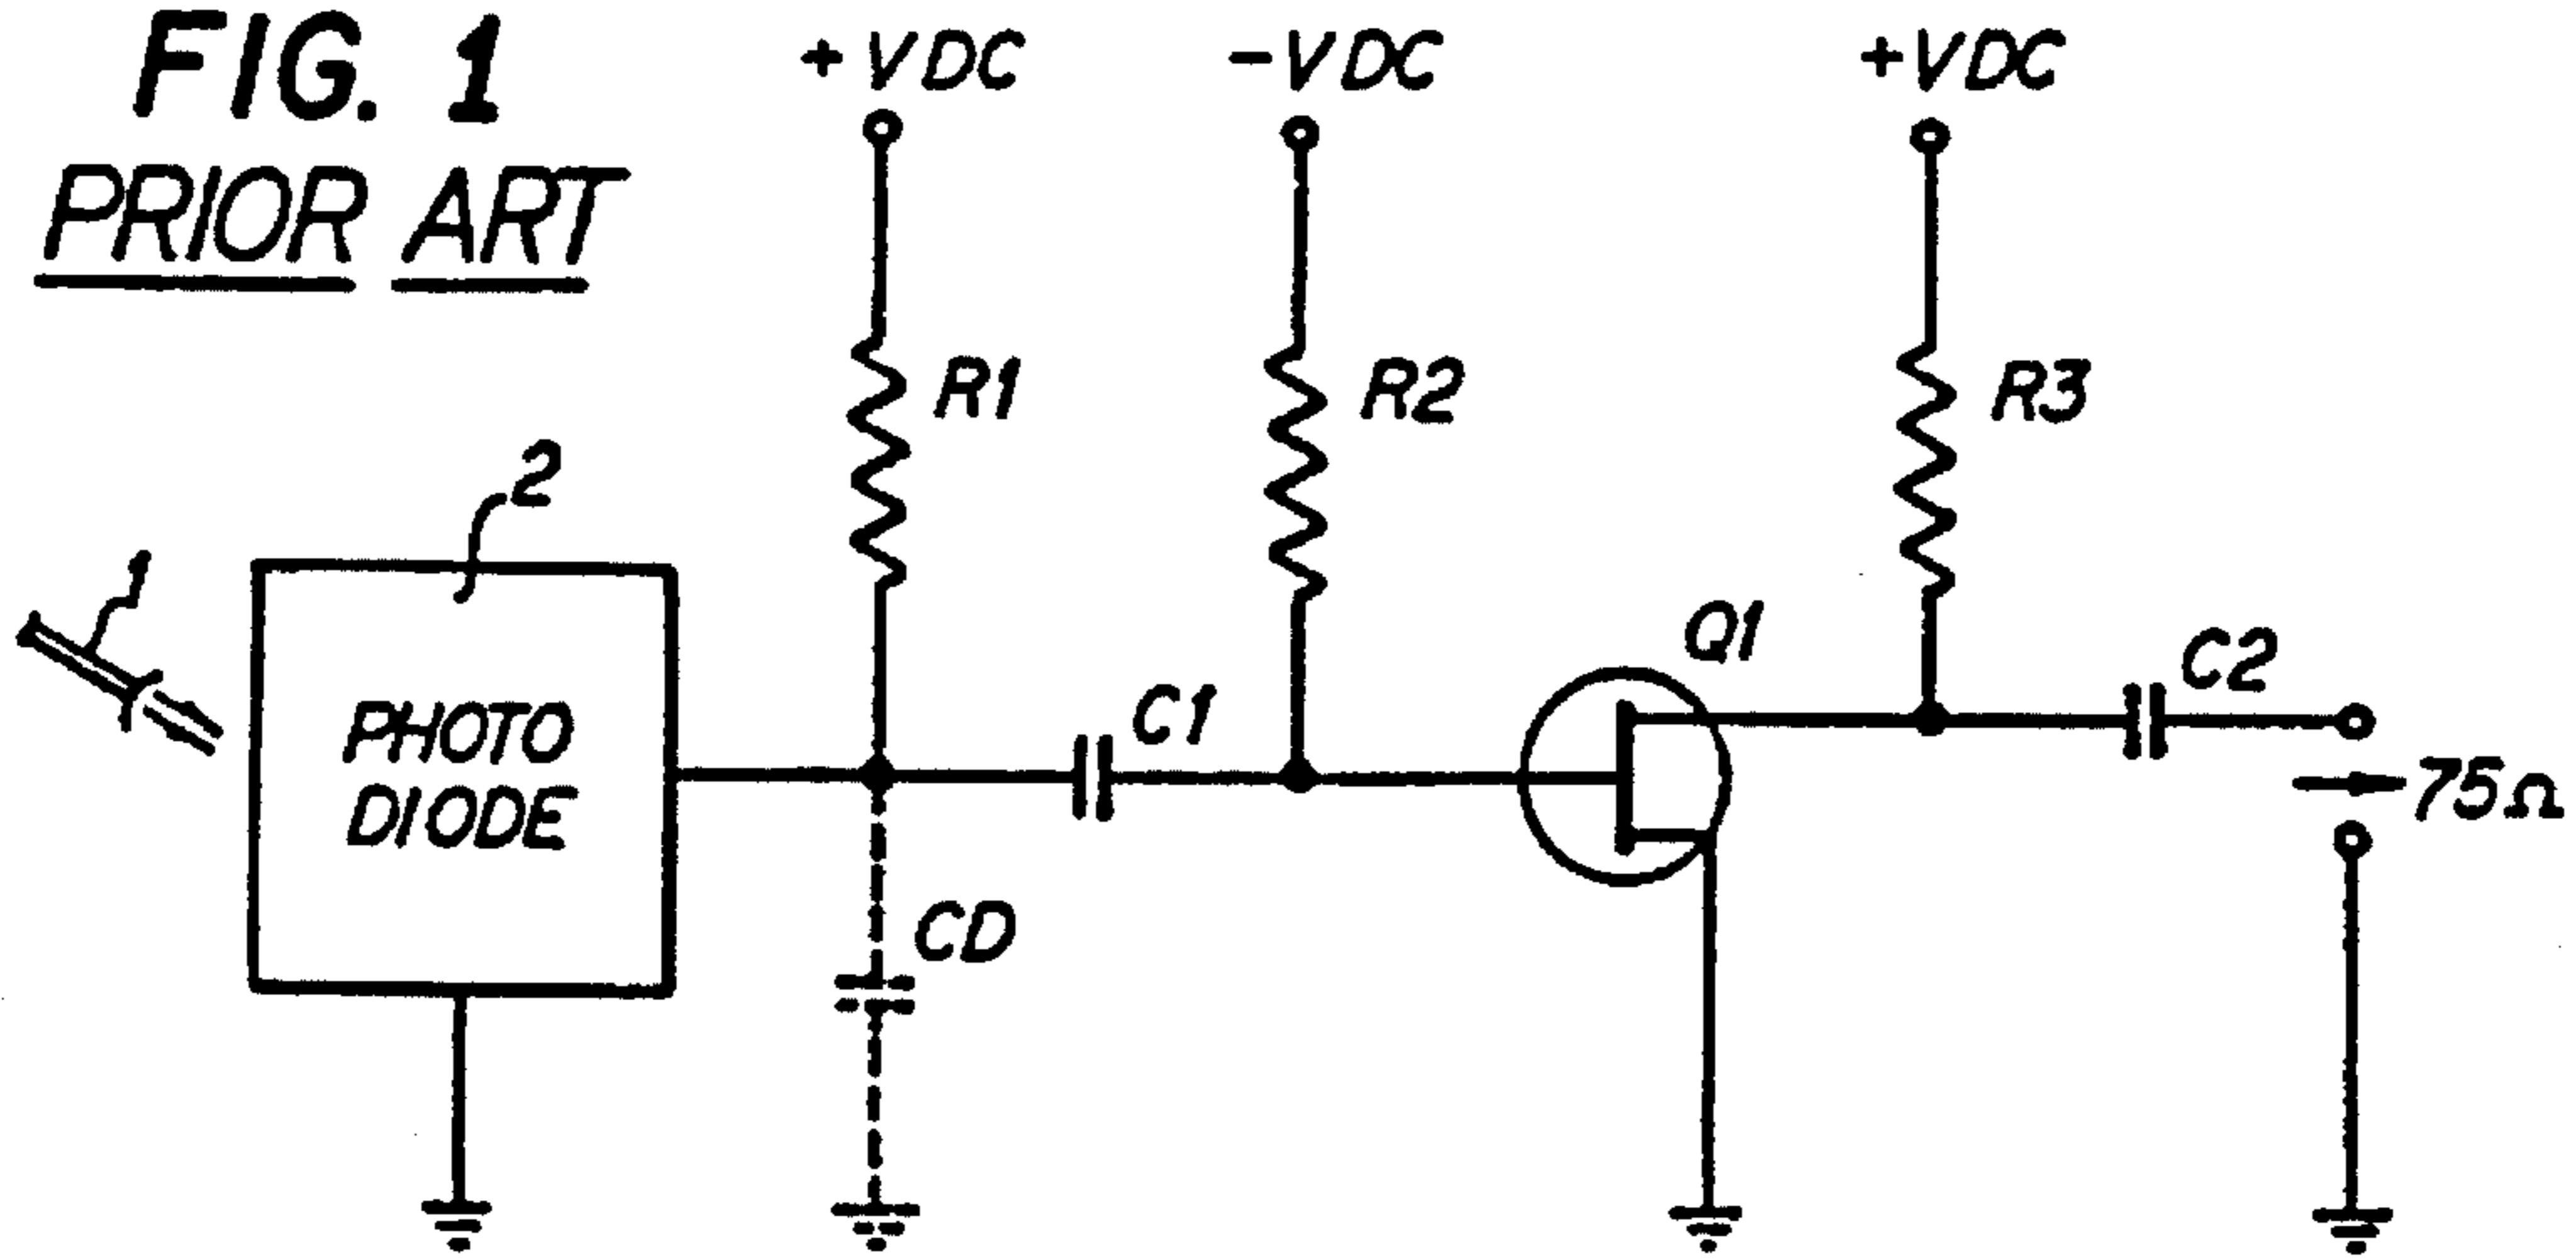 FIG. 1
PRIOR ART
+VDC
-VDC
+VDC
R1
R2
R3
2
1
Q1
C2
C1
PHOTO
DIODE
75Ω
CD